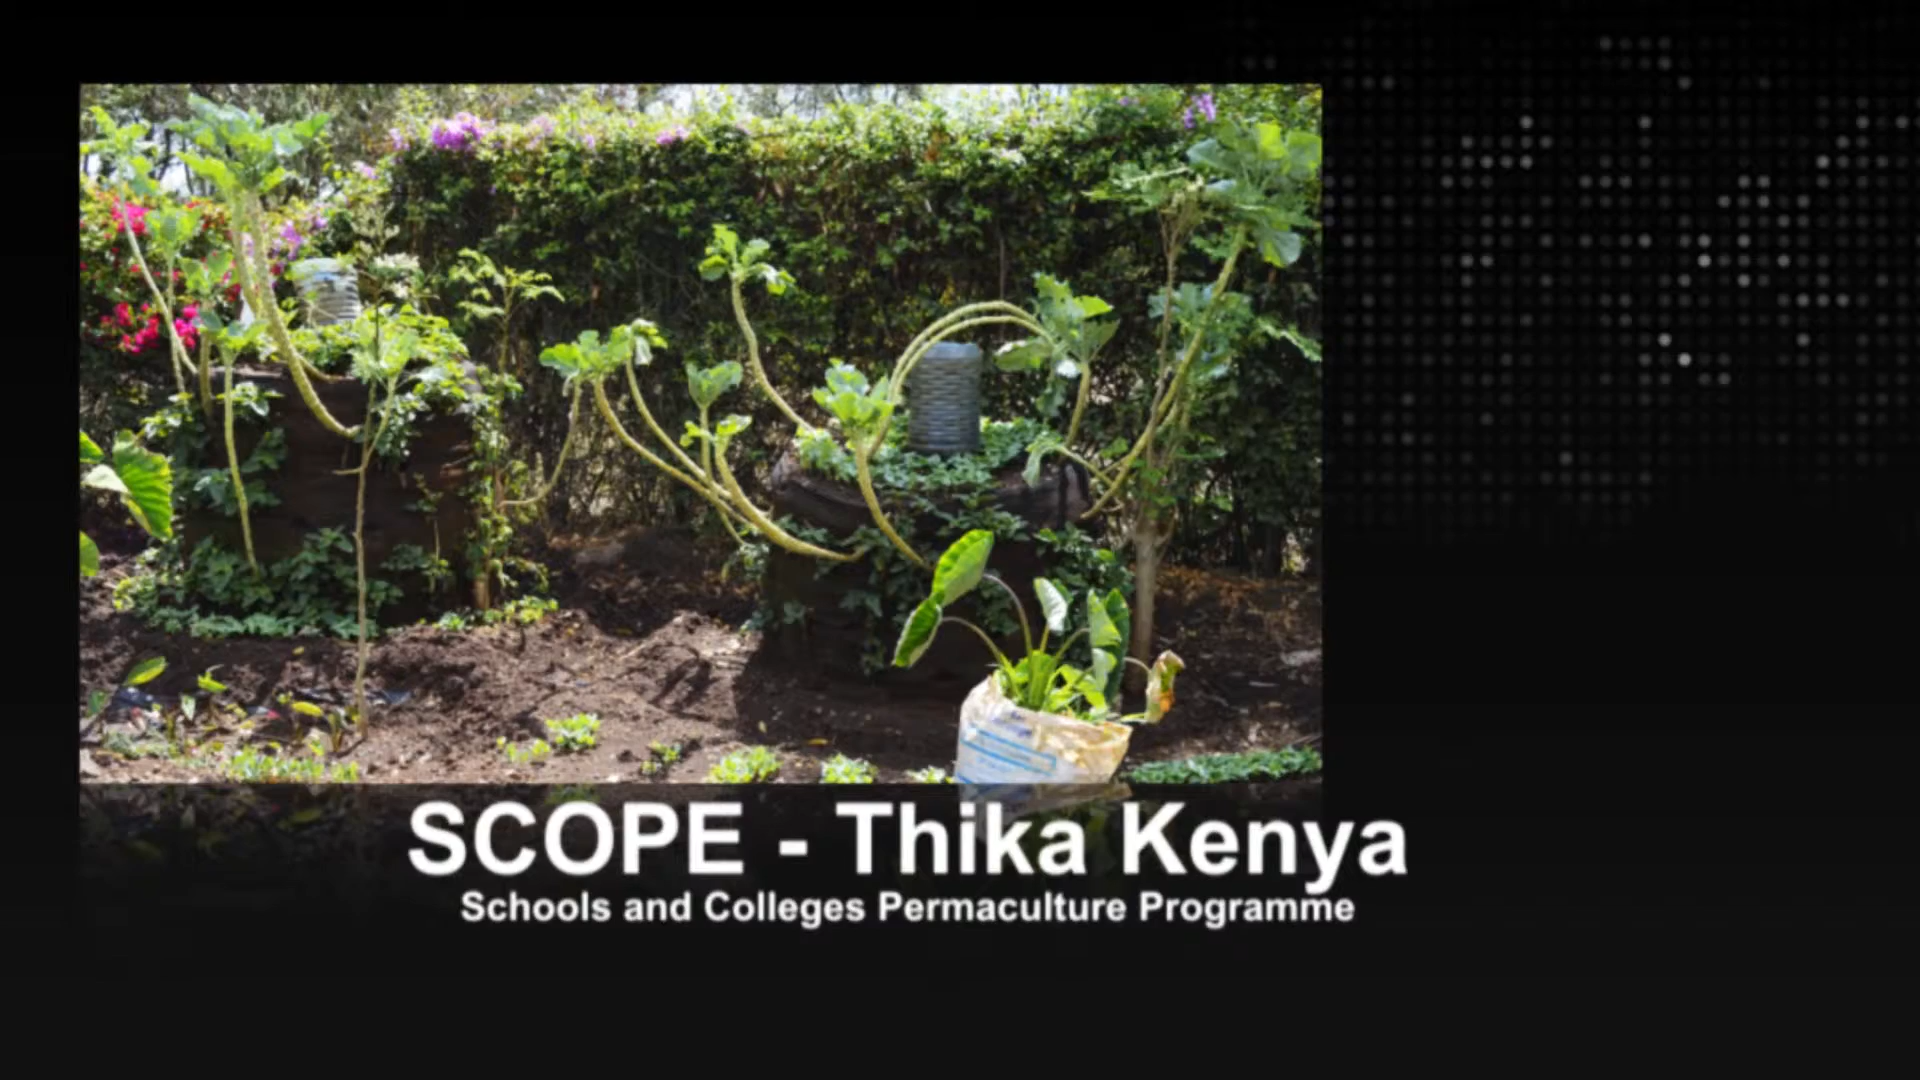 SCOPE - Thika Kenya
Schools and Colleges Permaculture Programme